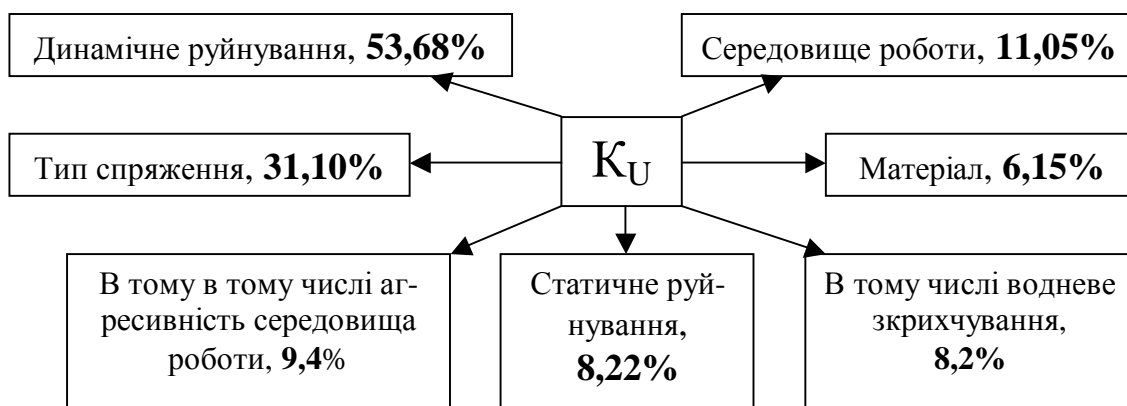 Динамічне руйнування, 53,68%
Середовище роботи, 11,05%
Тип спряження, 31,10%
K_U
Матеріал, 6,15%
В тому в тому числі аг-
ресивність середовища
роботи, 9,4%
Статичне руй-
нування,
8,22%
В тому числі водневе
зкрихчування,
8,2%